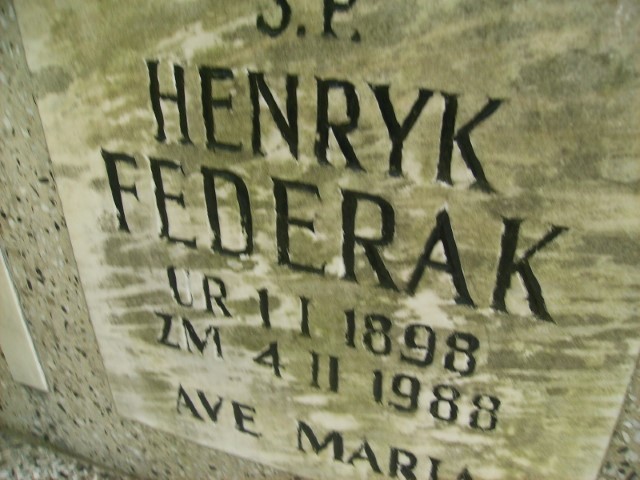 S.P.
HENRYK
FEDERAK
UR 1 I 1898
ZM 4 II 1988
AVE MARIA